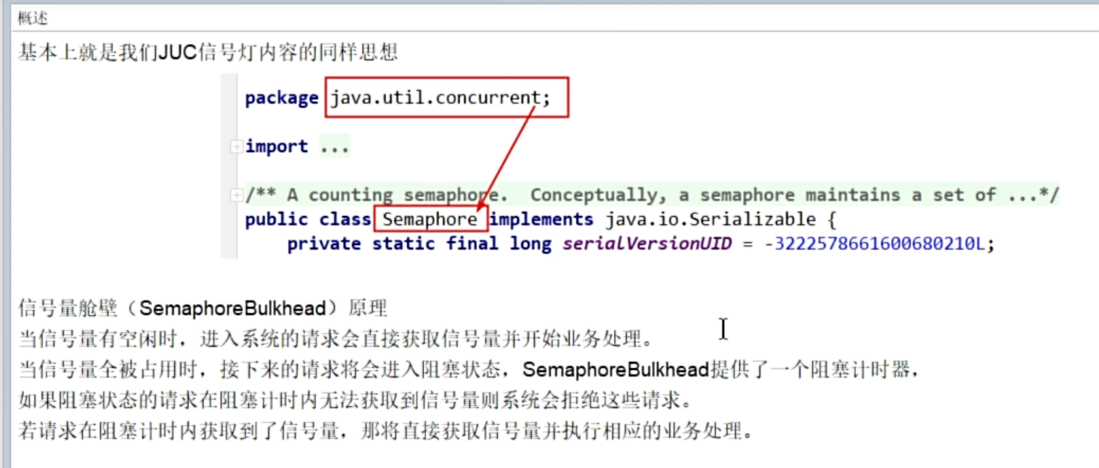 概述
基本上就是我们JUC信号灯内容的同样思想
package java.util.concurrent;
import ...
/** A counting semaphore.  Conceptually, a semaphore maintains a set of ...*/
public class Semaphore implements java.io.Serializable {
private static final long serialVersionUID = -3222578661600680210L;
信号量舱壁（SemaphoreBulkhead）原理
当信号量有空闲时，进入系统的请求会直接获取信号量并开始业务处理。
当信号量全被占用时，接下来的请求将会进入阻塞状态，SemaphoreBulkhead提供了一个阻塞计时器，
如果阻塞状态的请求在阻塞计时内无法获取到信号量则系统会拒绝这些请求。
若请求在阻塞计时内获取到了信号量，那将直接获取信号量并执行相应的业务处理。